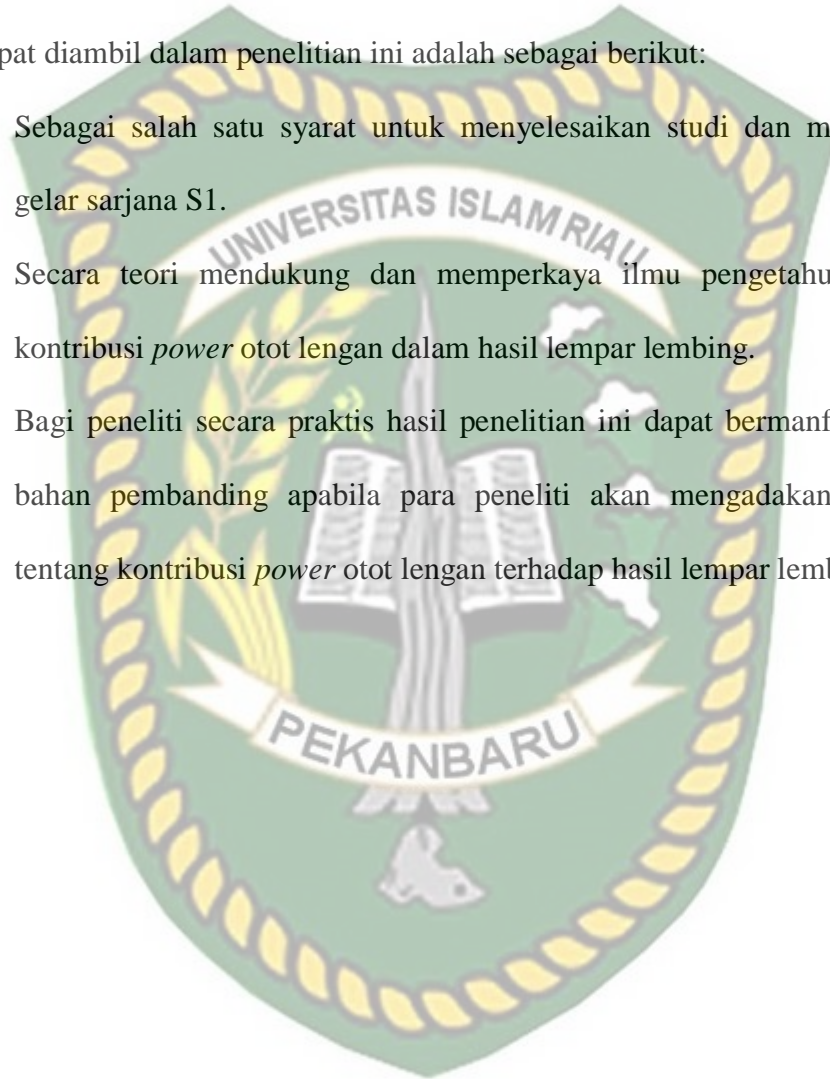 pat diambil dalam penelitian ini adalah sebagai berikut:
Sebagai salah satu syarat untuk menyelesaikan studi dan m
gelar sarjana S1.
UNIVERSITAS ISLAM RIAU
Secara teori mendukung dan memperkaya ilmu pengetahu
kontribusi power otot lengan dalam hasil lempar lembing.
Bagi peneliti secara praktis hasil penelitian ini dapat bermanf
bahan pembanding apabila para peneliti akan mengadakan
tentang kontribusi power otot lengan terhadap hasil lempar lemb
PEKANBARU